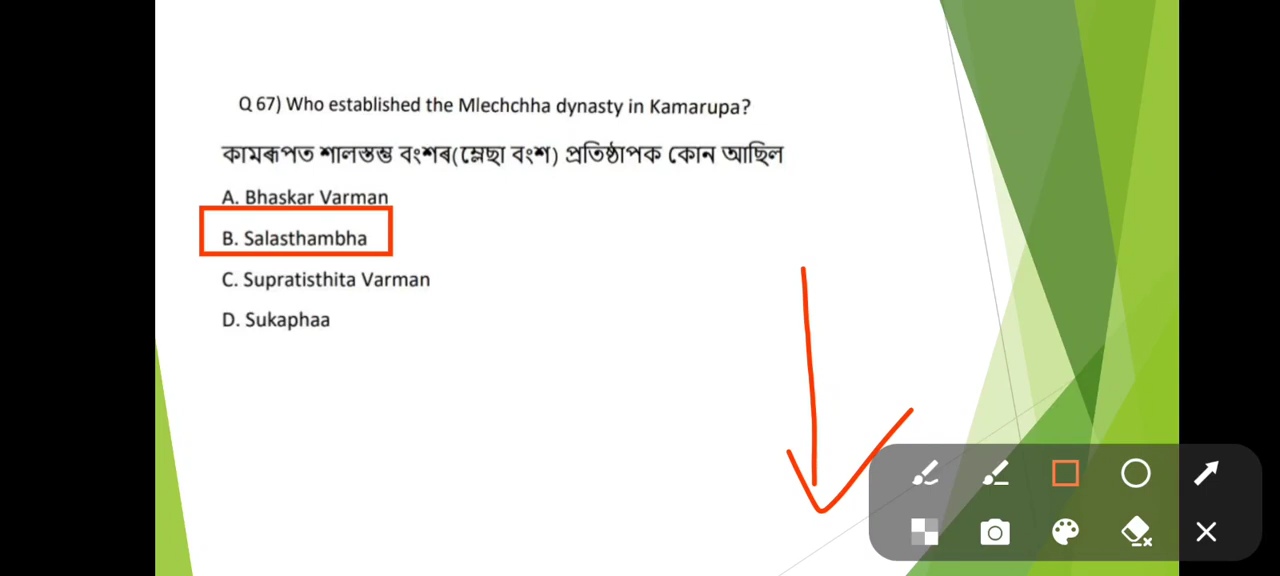 Q 67) Who established the Mlechchha dynasty in Kamarupa?
কামৰূপত শালস্তম্ভ বংশৰ(ম্লেছা বংশ) প্ৰতিষ্ঠাপক কোন আছিল
A. Bhaskar Varman
B. Salasthambha
C. Supratisthita Varman
D. Sukaphaa